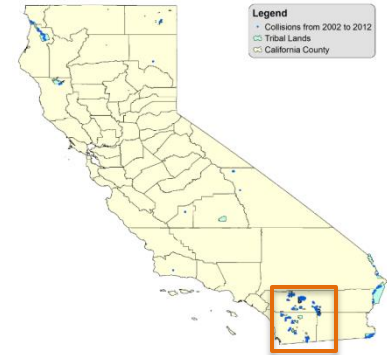 Legend
Collisions from 2002 to 2012
Tribal Lands
California County